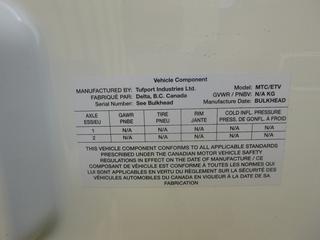 Vehicle Component
MANUFACTURED BY: Tufport Industries Ltd. Model: MTC/ETV
FABRIQUÉ PAR: Delta, B.C. Canada GVWR / PNBV: N/A KG
Serial Number: See Bulkhead Manufacture Date: BULKHEAD
AXLE GAWR TIRE RIM COLD INFL. PRESSURE
ESSIEU PNBE PNEU JANTE PRESS. DE GONFL. À FROID
1 N/A N/A N/A N/A N/A
2 N/A N/A N/A N/A N/A
THIS VEHICLE COMPONENT CONFORMS TO ALL APPLICABLE STANDARDS
PRESCRIBED UNDER THE CANADIAN MOTOR VEHICLE SAFETY
REGULATIONS IN EFFECT ON THE DATE OF MANUFACTURE / CE
COMPOSANT DE VÉHICULE EST CONFORME À TOUTES LES NORMES QUI
LUI SONT APPLICABLES EN VERTU DU RÈGLEMENT SUR LA SÉCURITÉ DES
VÉHICULES AUTOMOBILES DU CANADA EN VIGUEUR À LA DATE DE SA
FABRICATION